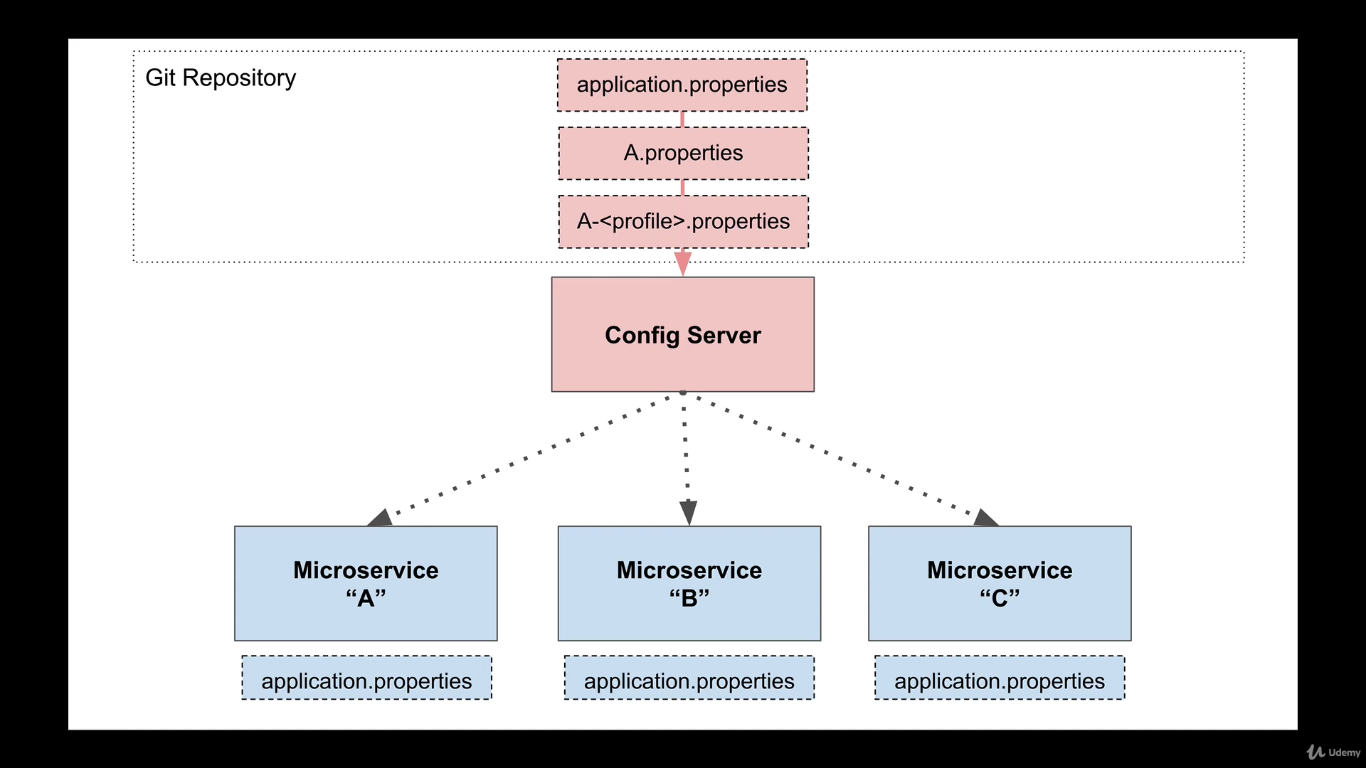 Git Repository
application.properties
A.properties
A-<profile>.properties
Config Server
Microservice
“A”
Microservice
“B”
Microservice
“C”
application.properties
application.properties
application.properties
Udemy